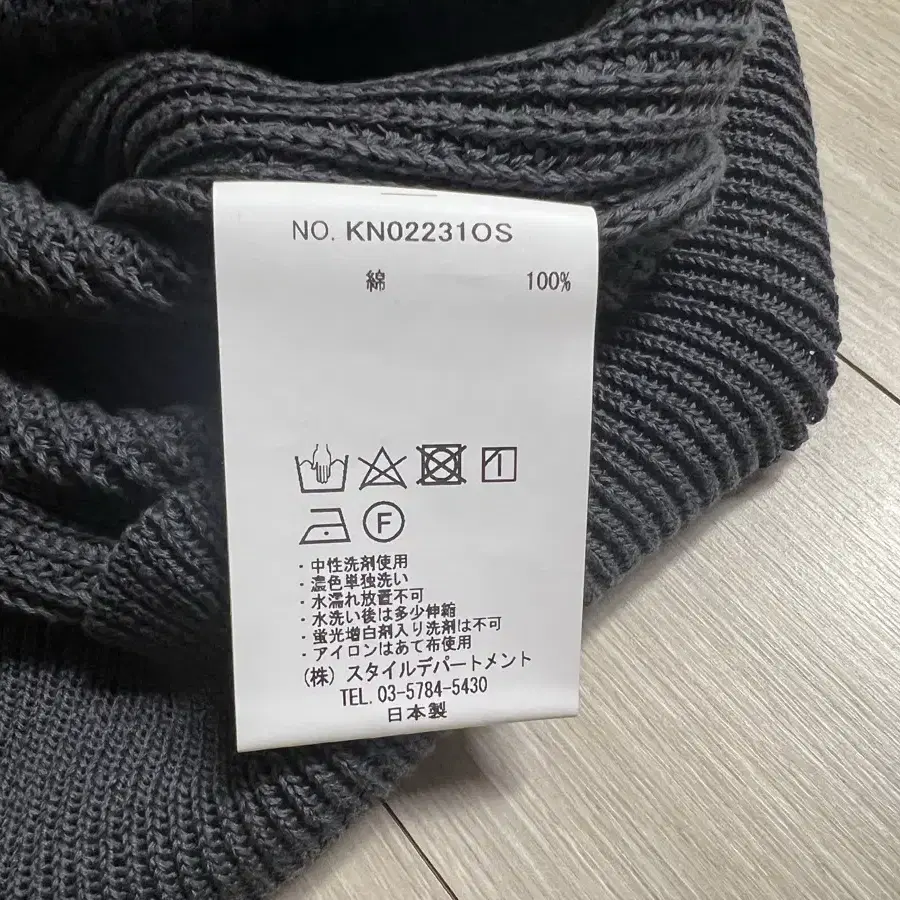 NO. KN02231OS
綿 100%
F
・中性洗剤使用
・濃色単独洗い
・水濡れ放置不可
・水洗い後は多少伸縮
・蛍光増白剤入り洗剤は不可
・アイロンはあて布使用
(株) スタイルデパートメント
TEL. 03-5784-5430
日本製